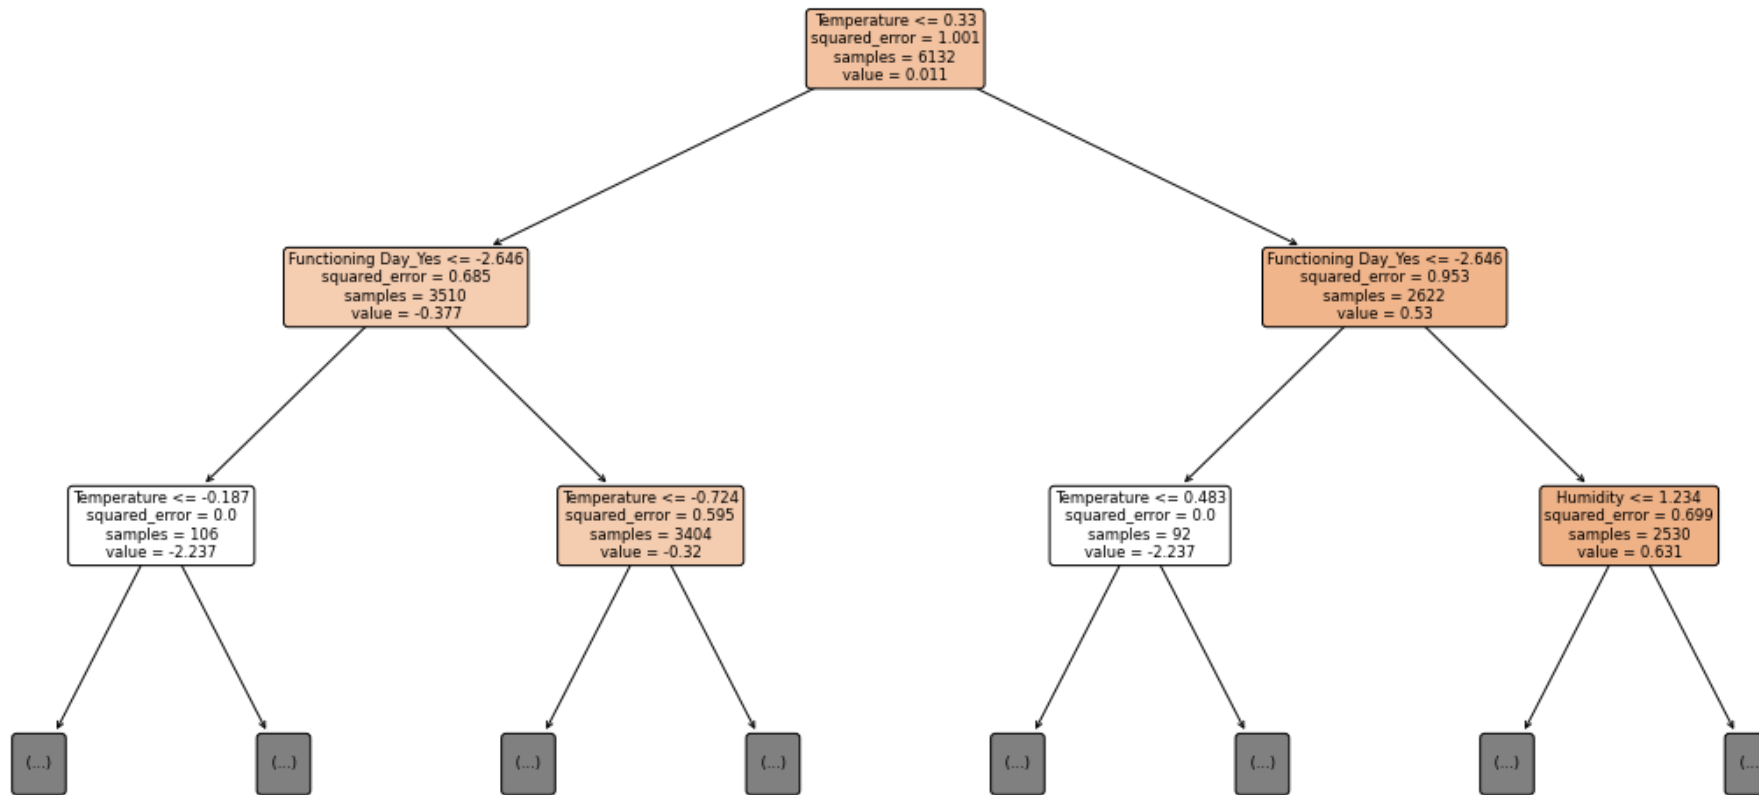 Temperature <= 0.33
squared_error = 1.001
samples = 6132
value = 0.011
Functioning Day_Yes <= -2.646
squared_error = 0.685
samples = 3510
value = -0.377
Functioning Day_Yes <= -2.646
squared_error = 0.953
samples = 2622
value = 0.53
Temperature <= -0.187
squared_error = 0.0
samples = 106
value = -2.237
Temperature <= -0.724
squared_error = 0.595
samples = 3404
value = -0.32
Temperature <= 0.483
squared_error = 0.0
samples = 92
value = -2.237
Humidity <= 1.234
squared_error = 0.699
samples = 2530
value = 0.631
(...)
(...)
(...)
(...)
(...)
(...)
(...)
(...